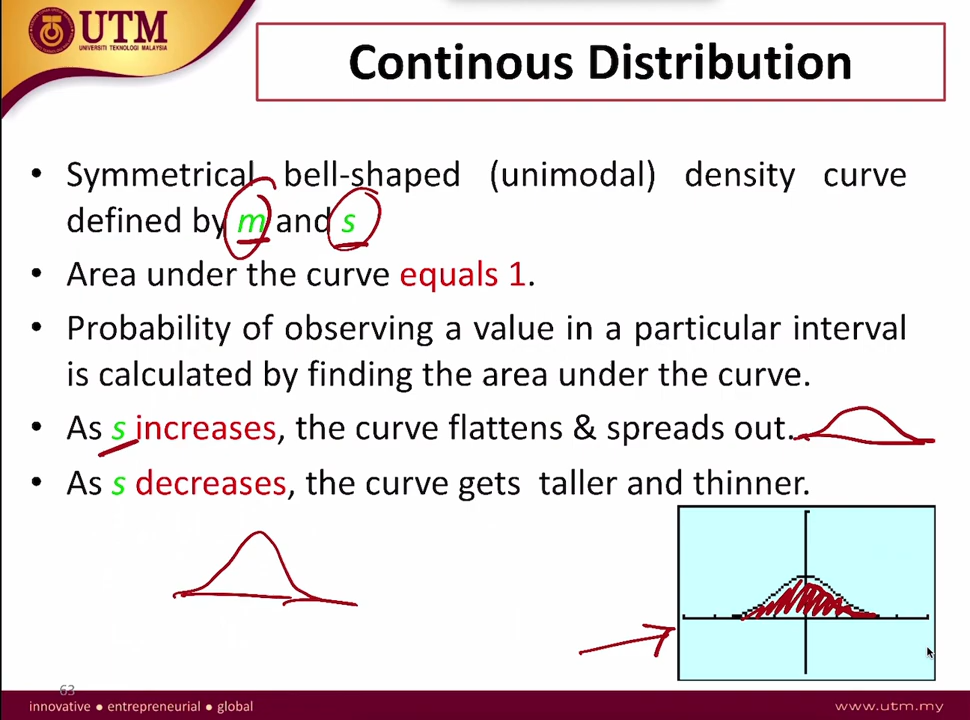 UTM
UNIVERSITI TEKNOLOGI MALAYSIA
Continous Distribution
• Symmetrical bell-shaped (unimodal) density curve
defined by m and s
• Area under the curve equals 1.
• Probability of observing a value in a particular interval
is calculated by finding the area under the curve.
• As s increases, the curve flattens & spreads out.
• As s decreases, the curve gets taller and thinner.
63
innovative ● entrepreneurial ● global
www.utm.my